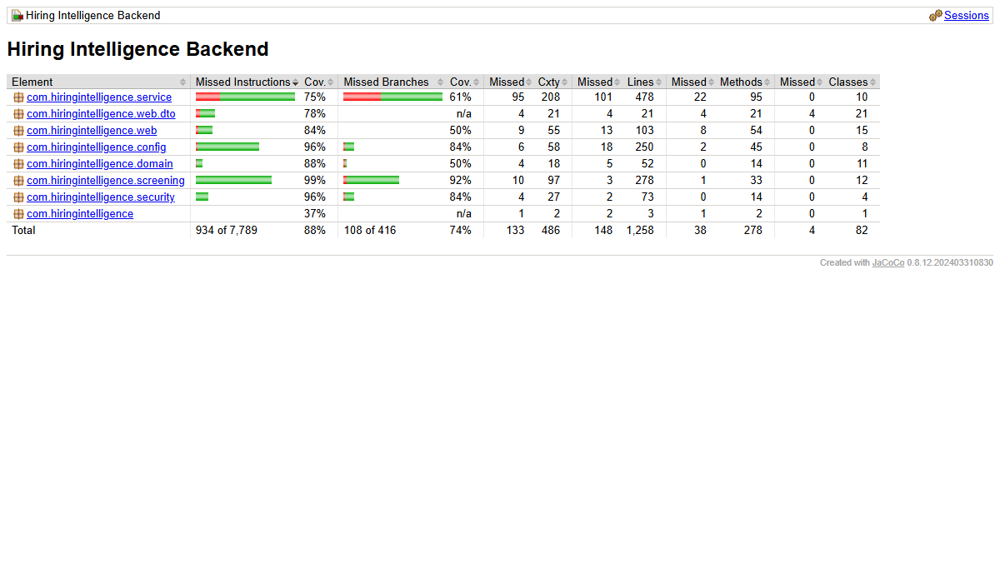 Hiring Intelligence Backend Sessions
Hiring Intelligence Backend
Element Missed Instructions Cov. Missed Branches Cov. Missed Cxty Missed Lines Missed Methods Missed Classes
com.hiringintelligence.service 75% 61% 95 208 101 478 22 95 0 10
com.hiringintelligence.web.dto 78% n/a 4 21 4 21 4 21 4 21
com.hiringintelligence.web 84% 50% 9 55 13 103 8 54 0 15
com.hiringintelligence.config 96% 84% 6 58 18 250 2 45 0 8
com.hiringintelligence.domain 88% 50% 4 18 5 52 0 14 0 11
com.hiringintelligence.screening 99% 92% 10 97 3 278 1 33 0 12
com.hiringintelligence.security 96% 84% 4 27 2 73 0 14 0 4
com.hiringintelligence 37% n/a 1 2 2 3 1 2 0 1
Total 934 of 7,789 88% 108 of 416 74% 133 486 148 1,258 38 278 4 82
Created with JaCoCo 0.8.12.202403310830